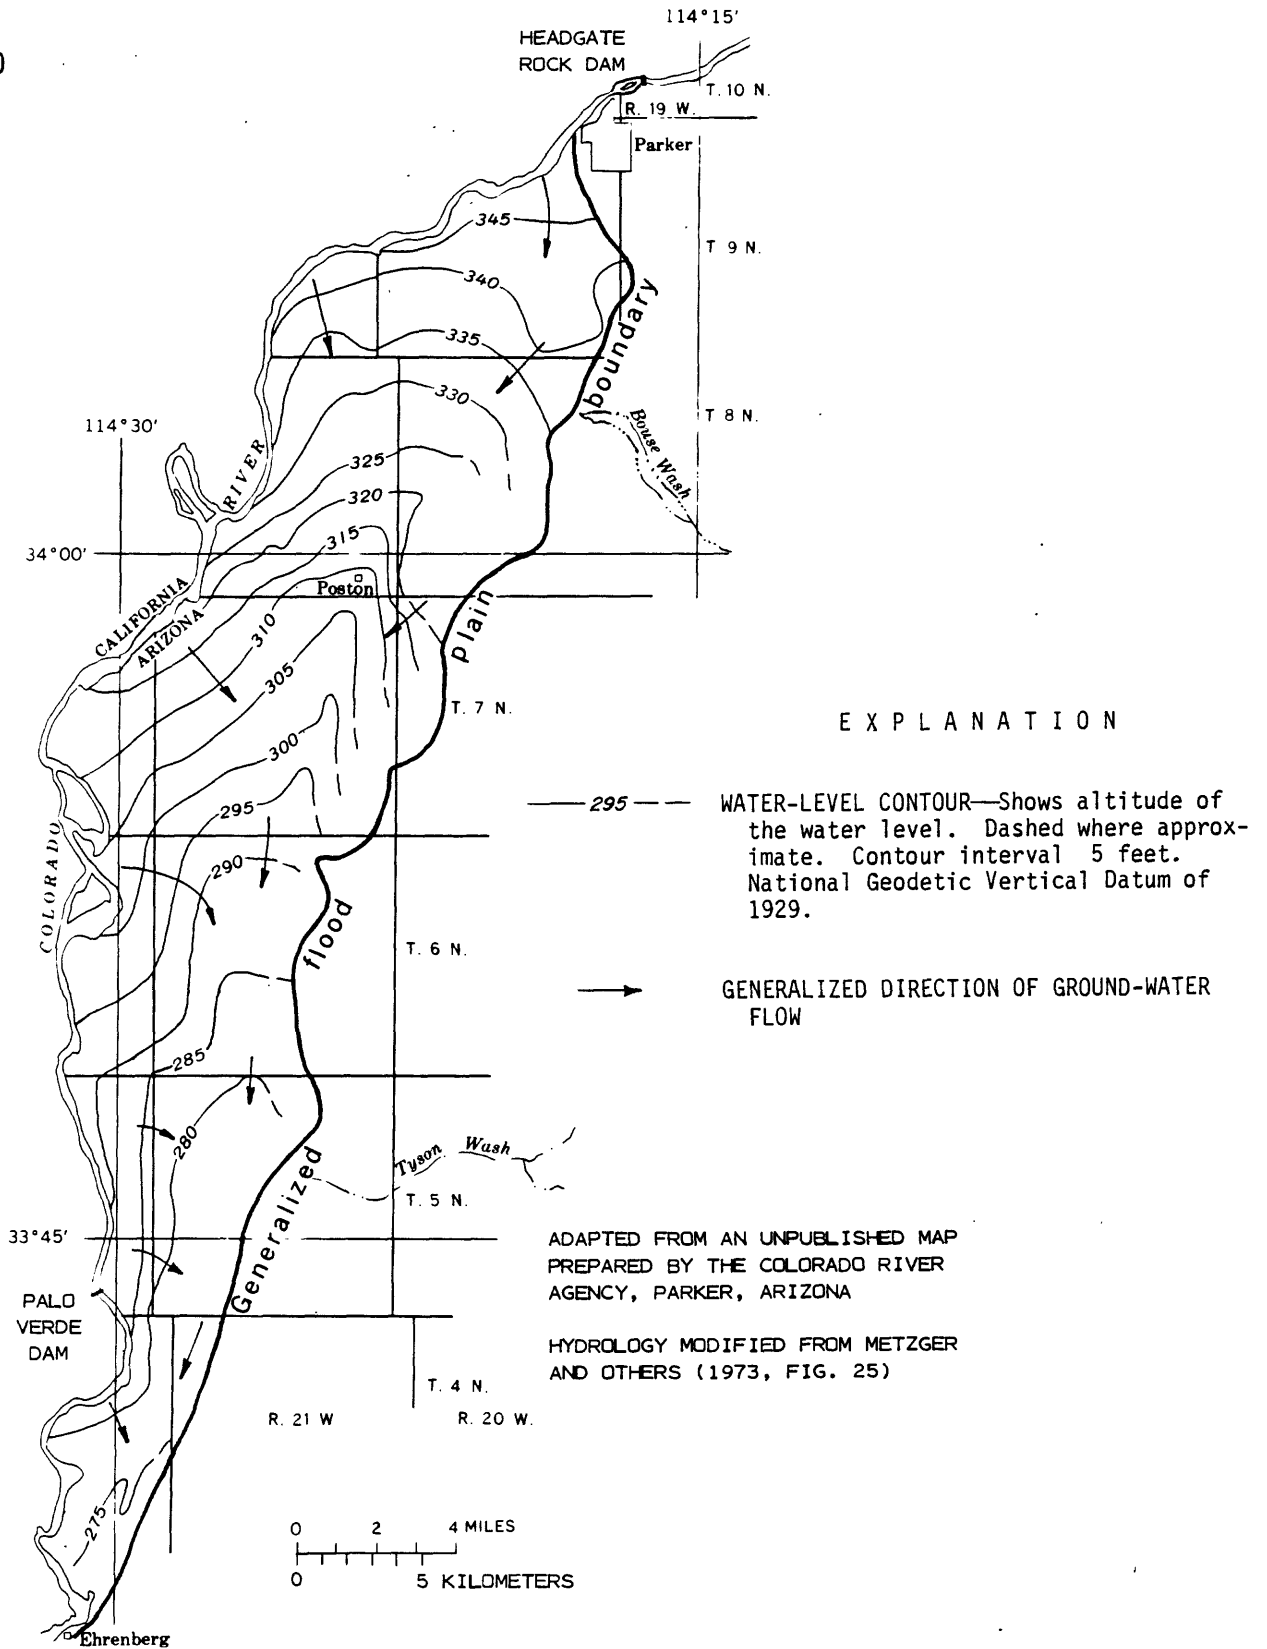 114°15'
HEADGATE
ROCK DAM
T. 10 N.
R. 19 W.
Parker
345
T 9 N.
340
335
boundary
330
T 8 N.
Bouse Wash
114°30'
RIVER
325
320
315
34°00'
Poston
CALIFORNIA
ARIZONA
310
plain
305
T. 7 N.
300
295
COLORADO
290
flood
T. 6 N.
285
280
Tyson Wash
T. 5 N.
Generalized
33°45'
PALO
VERDE
DAM
T. 4 N.
R. 21 W
R. 20 W.
275
Ehrenberg
0 2 4 MILES
0 5 KILOMETERS
EXPLANATION
295
WATER-LEVEL CONTOUR—Shows altitude of
the water level. Dashed where approx-
imate. Contour interval 5 feet.
National Geodetic Vertical Datum of
1929.
GENERALIZED DIRECTION OF GROUND-WATER
FLOW
ADAPTED FROM AN UNPUBLISHED MAP
PREPARED BY THE COLORADO RIVER
AGENCY, PARKER, ARIZONA
HYDROLOGY MODIFIED FROM METZGER
AND OTHERS (1973, FIG. 25)